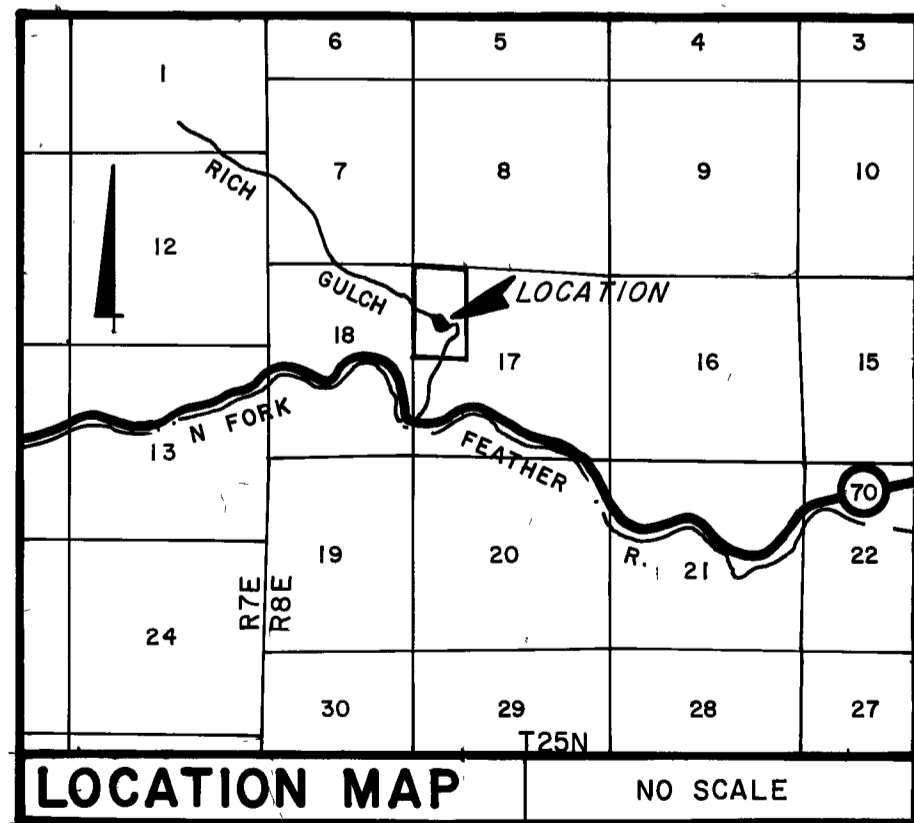 6 5 4 3
1
RICH 7 8 9 10
12
GULCH LOCATION
18 17 16 15
N FORK
13 FEATHER
70
19 20 R. 21 22
R7E R8E
24
30 29 28 27
T25N
LOCATION MAP NO SCALE